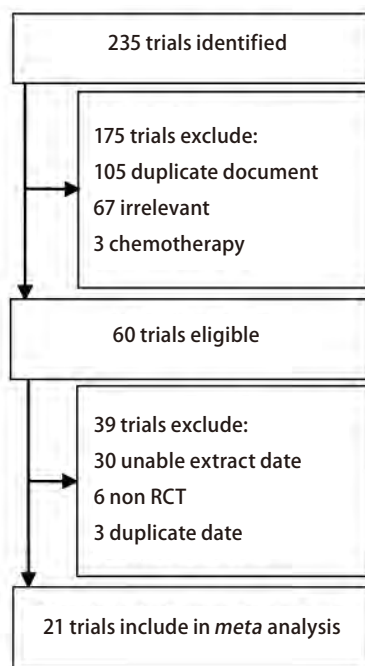 235 trials identified
175 trials exclude:
105 duplicate document
67 irrelevant
3 chemotherapy
60 trials eligible
39 trials exclude:
30 unable extract date
6 non RCT
3 duplicate date
21 trials include in meta analysis